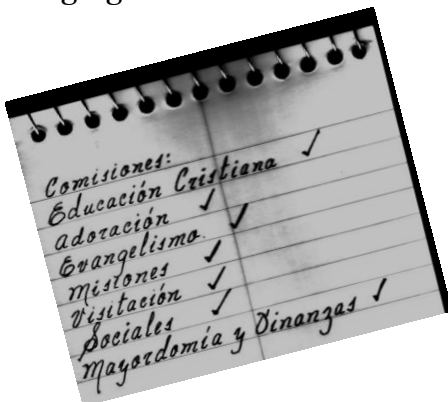 Comisiones:
Educación Cristiana ✓
Adoración ✓
Evangelismo. ✓
Misiones ✓
Visitación ✓
Sociales ✓
Mayordomía y Finanzas ✓